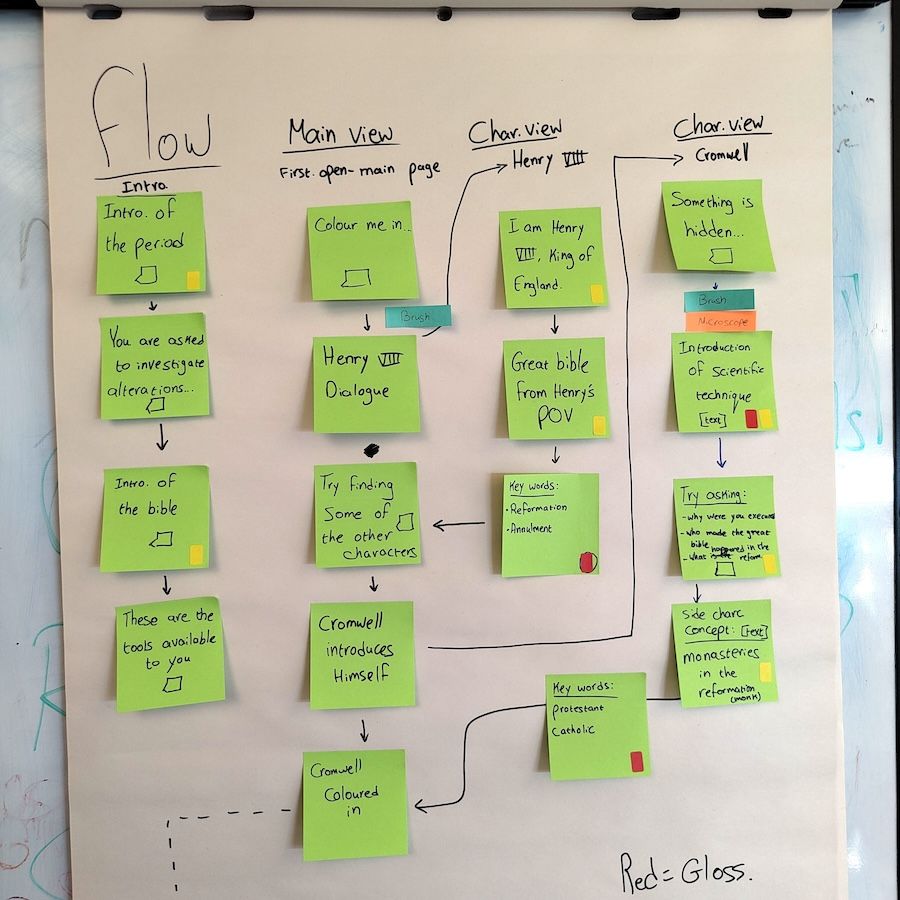 Flow
Intro.
Intro. of
the period
You are asked
to investigate
alterations...
Intro. of
the bible
These are the
tools available
to you
Main view
First. open- main page
Colour me in...
Brush
Henry VIII
Dialogue
Try finding
Some of
the other
characters
Cromwell
introduces
Himself
Cromwell
Coloured
in
Char. view
Henry VIII
I am Henry
VIII, King of
England.
Great bible
from Henry's
POV
Key words:
- Reformation
- Annulment
Char. view
Cromwell
Something is
hidden...
Brush
Microscope
Introduction
of scientific
technique
[text]
Try asking:
- why were you execu
- who made the great
bible
- What happened in the
reform.
Side charc
concept: [text]
monasteries
in the
reformation
(monk)
Key words:
protestant
Catholic
Red = Gloss.